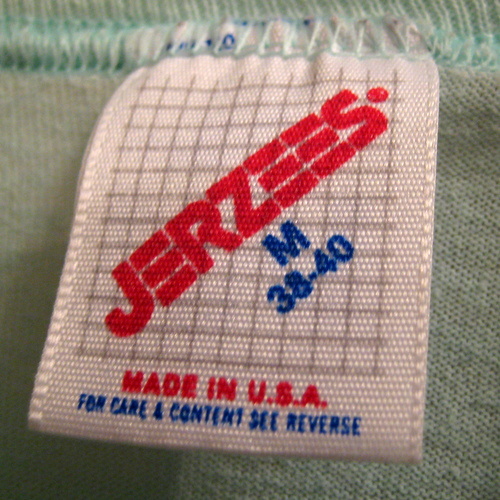 JERZEES
M
38-40
MADE IN U.S.A.
FOR CARE & CONTENT SEE REVERSE